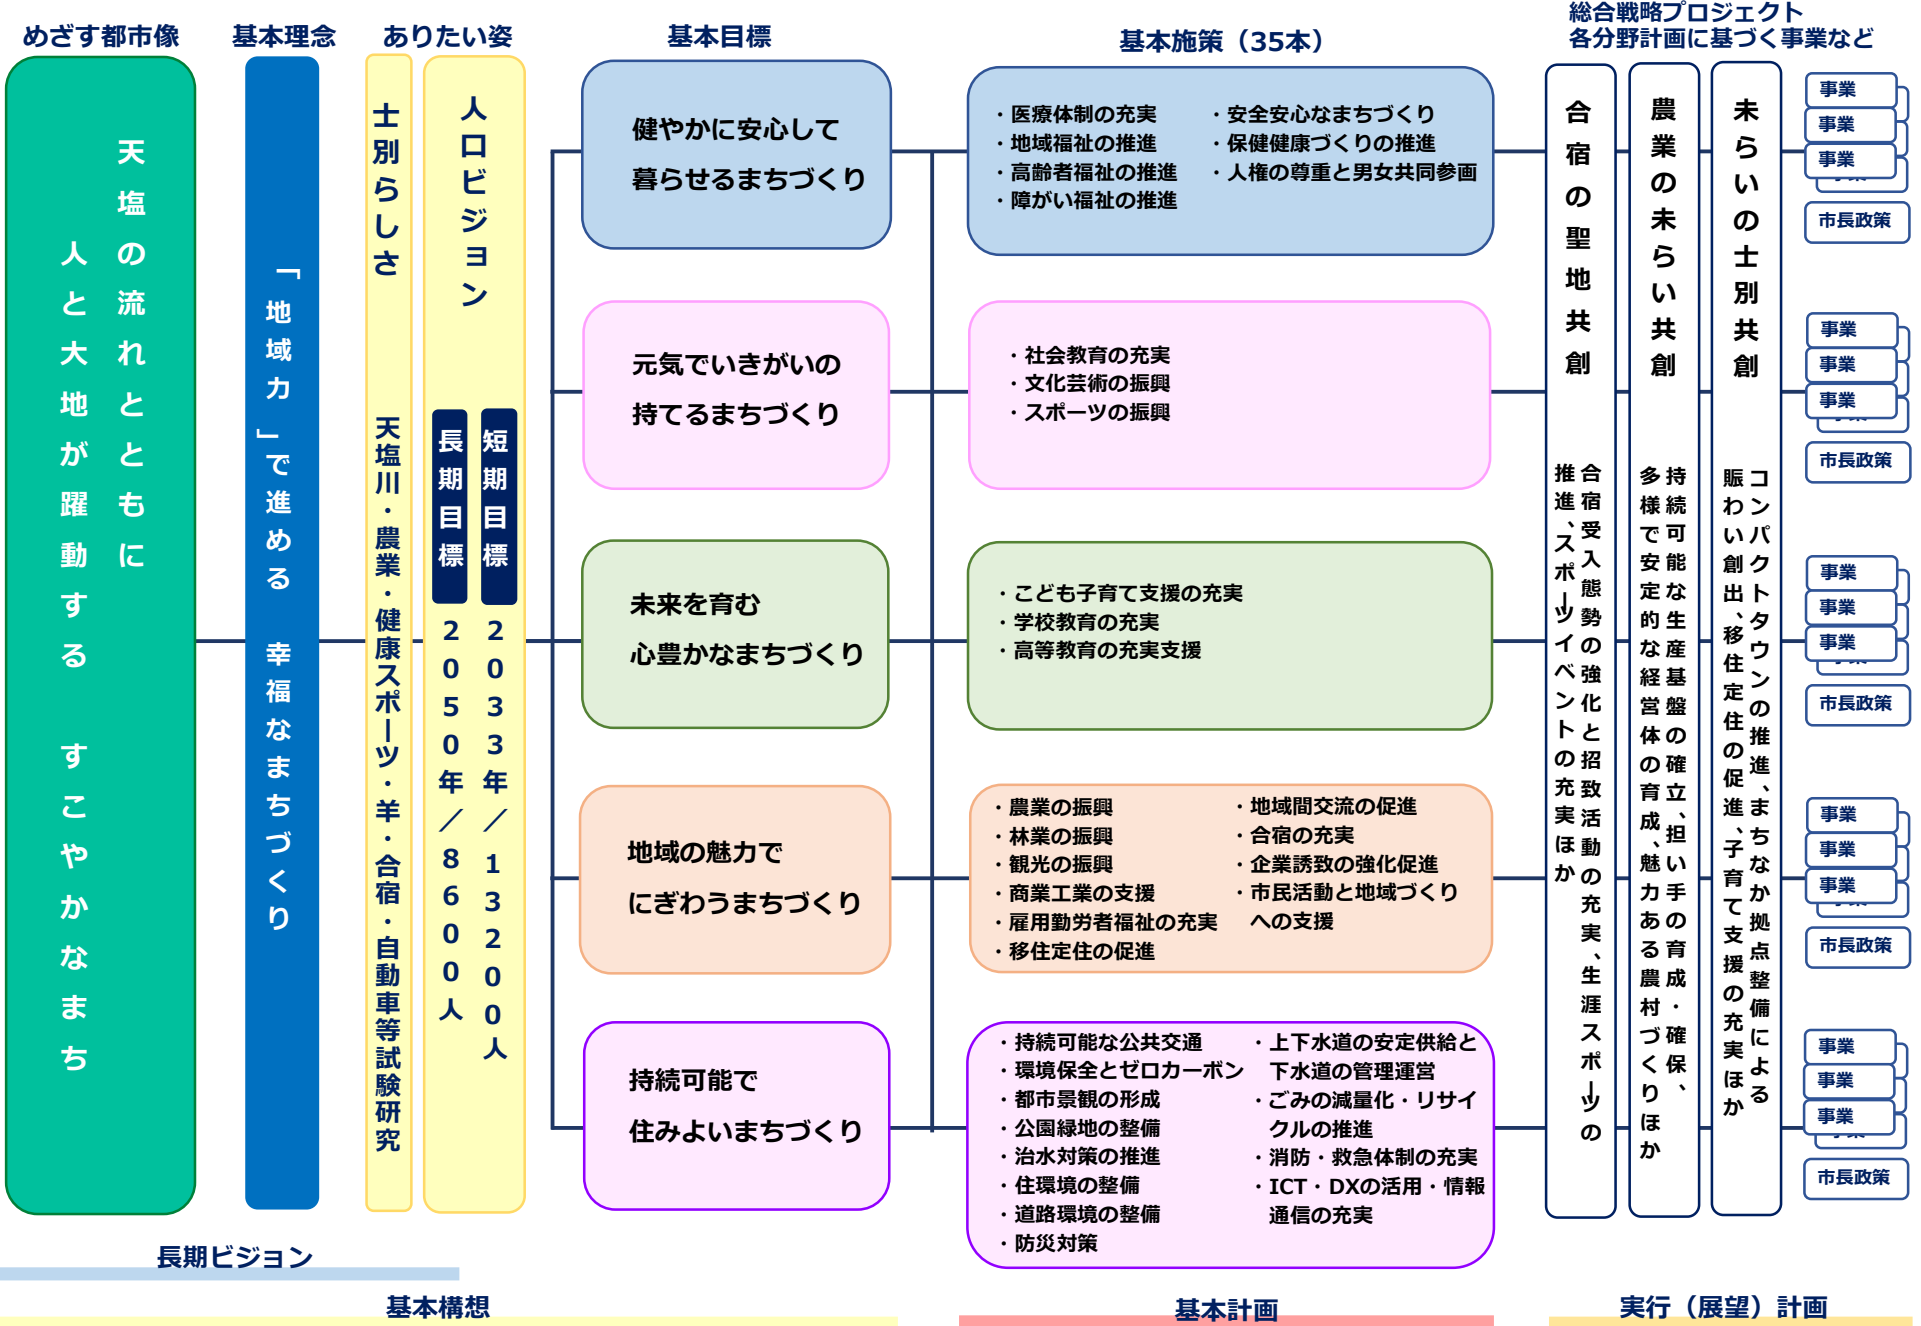 めざす都市像
天塩の流れとともに
人と大地が躍動する　すこやかなまち
基本理念
「地域力」で進める　幸福なまちづくり
ありたい姿
士別らしさ
天塩川・農業・健康スポーツ・羊・合宿・自動車等試験研究
人口ビジョン
短期目標
2033年／13200人
長期目標
2050年／8600人
基本目標
健やかに安心して
暮らせるまちづくり
元気でいきがいの
持てるまちづくり
未来を育む
心豊かなまちづくり
地域の魅力で
にぎわうまちづくり
持続可能で
住みよいまちづくり
基本施策（35本）
・医療体制の充実
・地域福祉の推進
・高齢者福祉の推進
・障がい福祉の推進
・安全安心なまちづくり
・保健健康づくりの推進
・人権の尊重と男女共同参画
・社会教育の充実
・文化芸術の振興
・スポーツの振興
・こども子育て支援の充実
・学校教育の充実
・高等教育の充実支援
・農業の振興
・林業の振興
・観光の振興
・商業工業の支援
・雇用勤労者福祉の充実
・移住定住の促進
・地域間交流の促進
・合宿の充実
・企業誘致の強化促進
・市民活動と地域づくり
への支援
・持続可能な公共交通
・環境保全とゼロカーボン
・都市景観の形成
・公園緑地の整備
・治水対策の推進
・住環境の整備
・道路環境の整備
・防災対策
・上下水道の安定供給と
下水道の管理運営
・ごみの減量化・リサイ
クルの推進
・消防・救急体制の充実
・ICT・DXの活用・情報
通信の充実
総合戦略プロジェクト
各分野計画に基づく事業など
合宿の聖地共創
合宿受入態勢の強化と招致活動の充実、生涯スポーツの
推進、スポーツイベントの充実ほか
農業の未らい共創
持続可能な生産基盤の確立、担い手の育成・確保、
多様で安定的な経営体の育成、魅力ある農村づくりほか
未らいの士別共創
コンパクトタウンの推進、まちなか拠点整備による
賑わい創出、移住定住の促進、子育て支援の充実ほか
事業
事業
事業
市長政策
事業
事業
事業
市長政策
事業
事業
事業
市長政策
事業
事業
事業
市長政策
事業
事業
事業
市長政策
長期ビジョン
基本構想
基本計画
実行（展望）計画